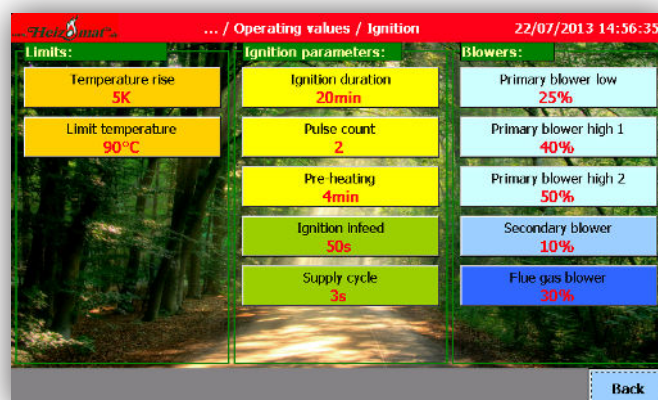 Heizomat
... / Operating values / Ignition
22/07/2013 14:56:35
Limits:
Temperature rise
5K
Limit temperature
90°C
Ignition parameters:
Ignition duration
20min
Pulse count
2
Pre-heating
4min
Ignition infeed
50s
Supply cycle
3s
Blowers:
Primary blower low
25%
Primary blower high 1
40%
Primary blower high 2
50%
Secondary blower
10%
Flue gas blower
30%
Back